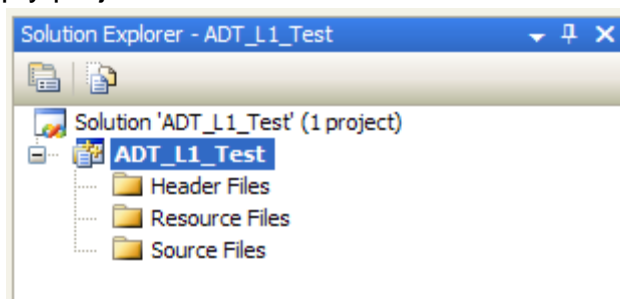 Solution Explorer - ADT_L1_Test
Solution 'ADT_L1_Test' (1 project)
ADT_L1_Test
Header Files
Resource Files
Source Files